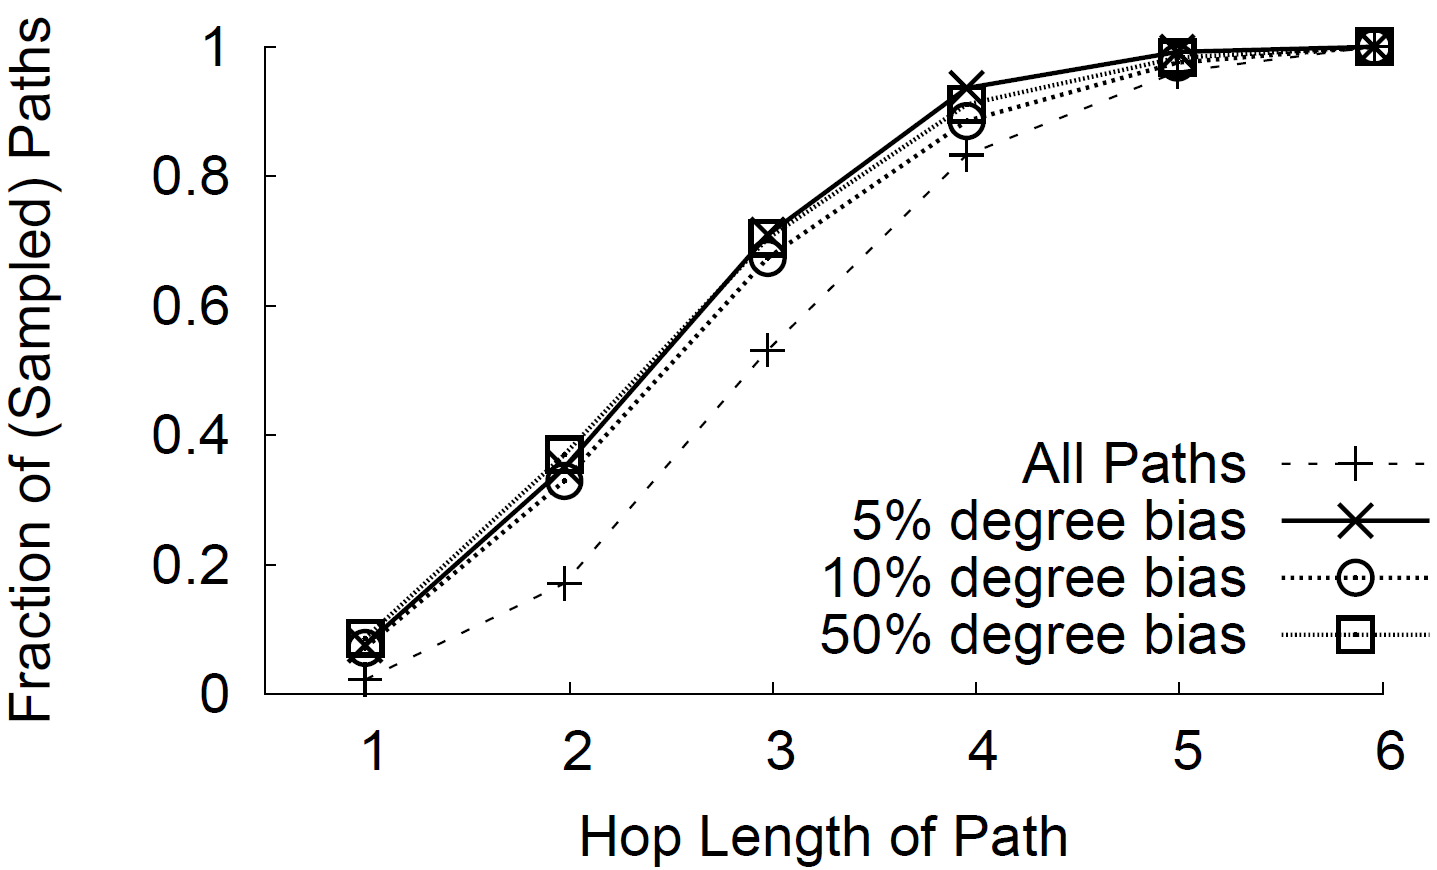 Fraction of (Sampled) Paths
1
0.8
0.6
0.4
0.2
0
All Paths
5% degree bias
10% degree bias
50% degree bias
1 2 3 4 5 6
Hop Length of Path